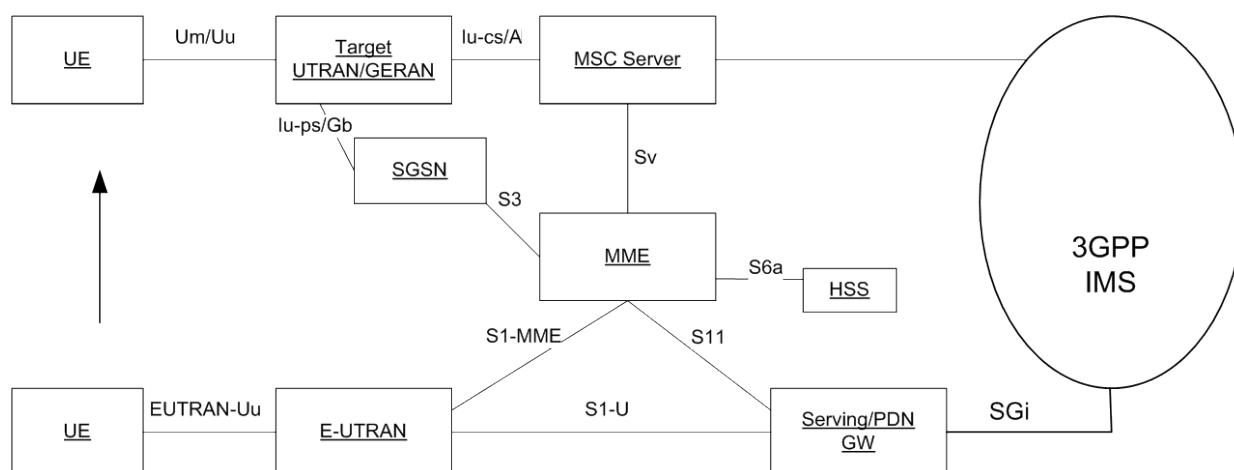 UE
Um/Uu
Target
UTRAN/GERAN
Iu-cs/A
MSC Server
Iu-ps/Gb
SGSN
S3
Sv
MME
S6a
HSS
3GPP
IMS
S1-MME
S11
UE
EUTRAN-Uu
E-UTRAN
S1-U
Serving/PDN
GW
SGi